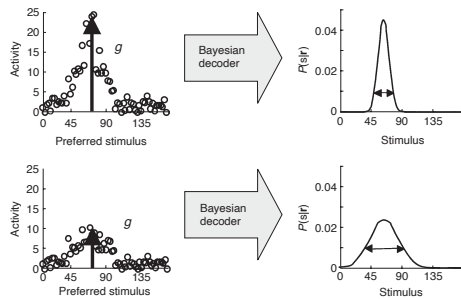 25
20
15
10
5
0
Activity
g
0 45 90 135
Preferred stimulus
Bayesian
decoder
0.04
0.02
0
P(s|r)
0 45 90 135
Stimulus
25
20
15
10
5
0
Activity
g
0 45 90 135
Preferred stimulus
Bayesian
decoder
0.04
0.02
0
P(s|r)
0 45 90 135
Stimulus